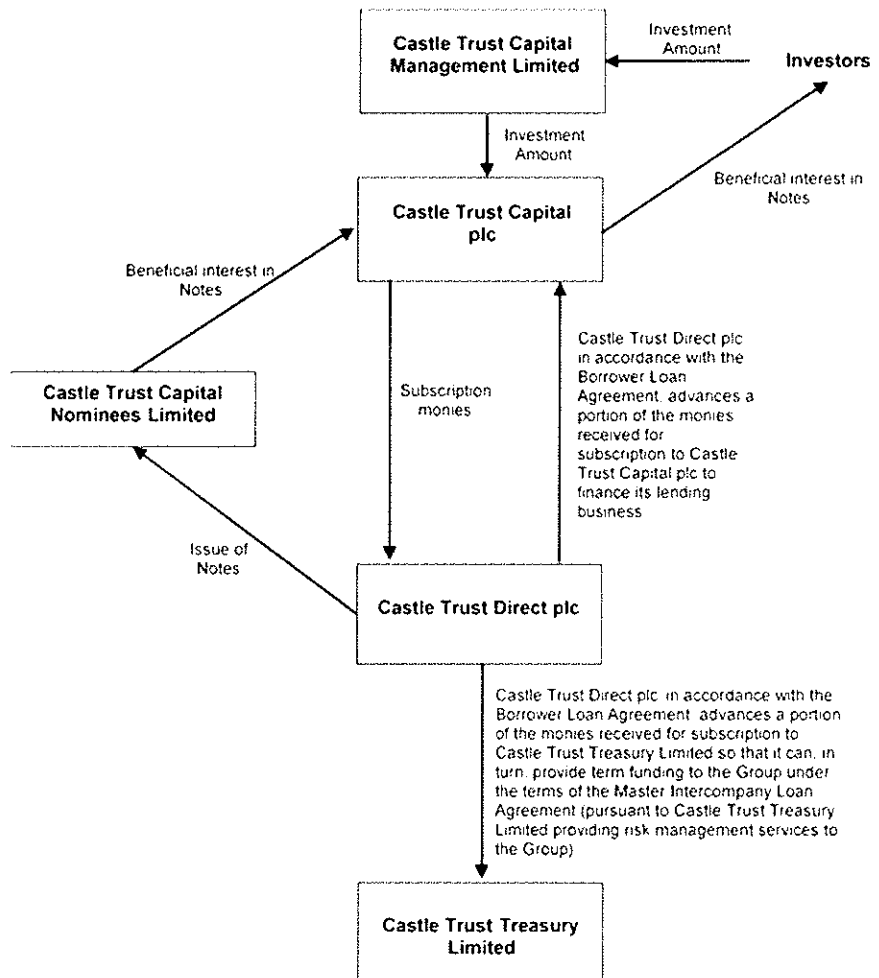 Castle Trust Capital
Management Limited
Investment
Amount
Investors
Investment
Amount
Castle Trust Capital
plc
Beneficial interest in
Notes
Beneficial interest in
Notes
Castle Trust Capital
Nominees Limited
Subscription
monies
Castle Trust Direct plc
in accordance with the
Borrower Loan
Agreement, advances a
portion of the monies
received for
subscription to Castle
Trust Capital plc to
finance its lending
business
Issue of
Notes
Castle Trust Direct plc
Castle Trust Direct plc in accordance with the
Borrower Loan Agreement advances a portion
of the monies received for subscription to
Castle Trust Treasury Limited so that it can, in
turn, provide term funding to the Group under
the terms of the Master Intercompany Loan
Agreement (pursuant to Castle Trust Treasury
Limited providing risk management services to
the Group)
Castle Trust Treasury
Limited